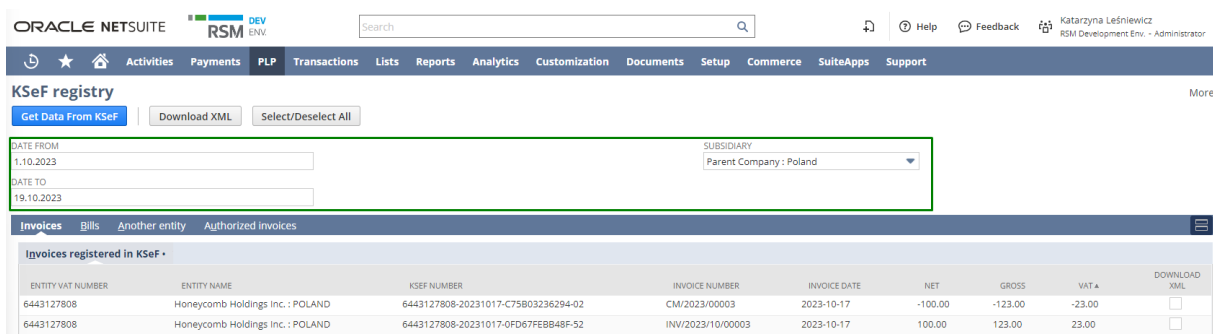 ORACLE NETSUITE RSM DEV ENV. Search Help Feedback Katarzyna Leśniewicz
RSM Development Env. - Administrator
Activities Payments PLP Transactions Lists Reports Analytics Customization Documents Setup Commerce SuiteApps Support
KSeF registry More
Get Data From KSeF Download XML Select/Deselect All
DATE FROM SUBSIDIARY
1.10.2023 Parent Company : Poland
DATE TO
19.10.2023
Invoices Bills Another entity Authorized invoices
Invoices registered in KSeF •
ENTITY VAT NUMBER ENTITY NAME KSEF NUMBER INVOICE NUMBER INVOICE DATE NET GROSS VAT ▲ DOWNLOAD XML
6443127808 Honeycomb Holdings Inc. : POLAND 6443127808-20231017-C75B03236294-02 CM/2023/00003 2023-10-17 -100.00 -123.00 -23.00
6443127808 Honeycomb Holdings Inc. : POLAND 6443127808-20231017-0FD67FEBB48F-52 INV/2023/10/00003 2023-10-17 100.00 123.00 23.00